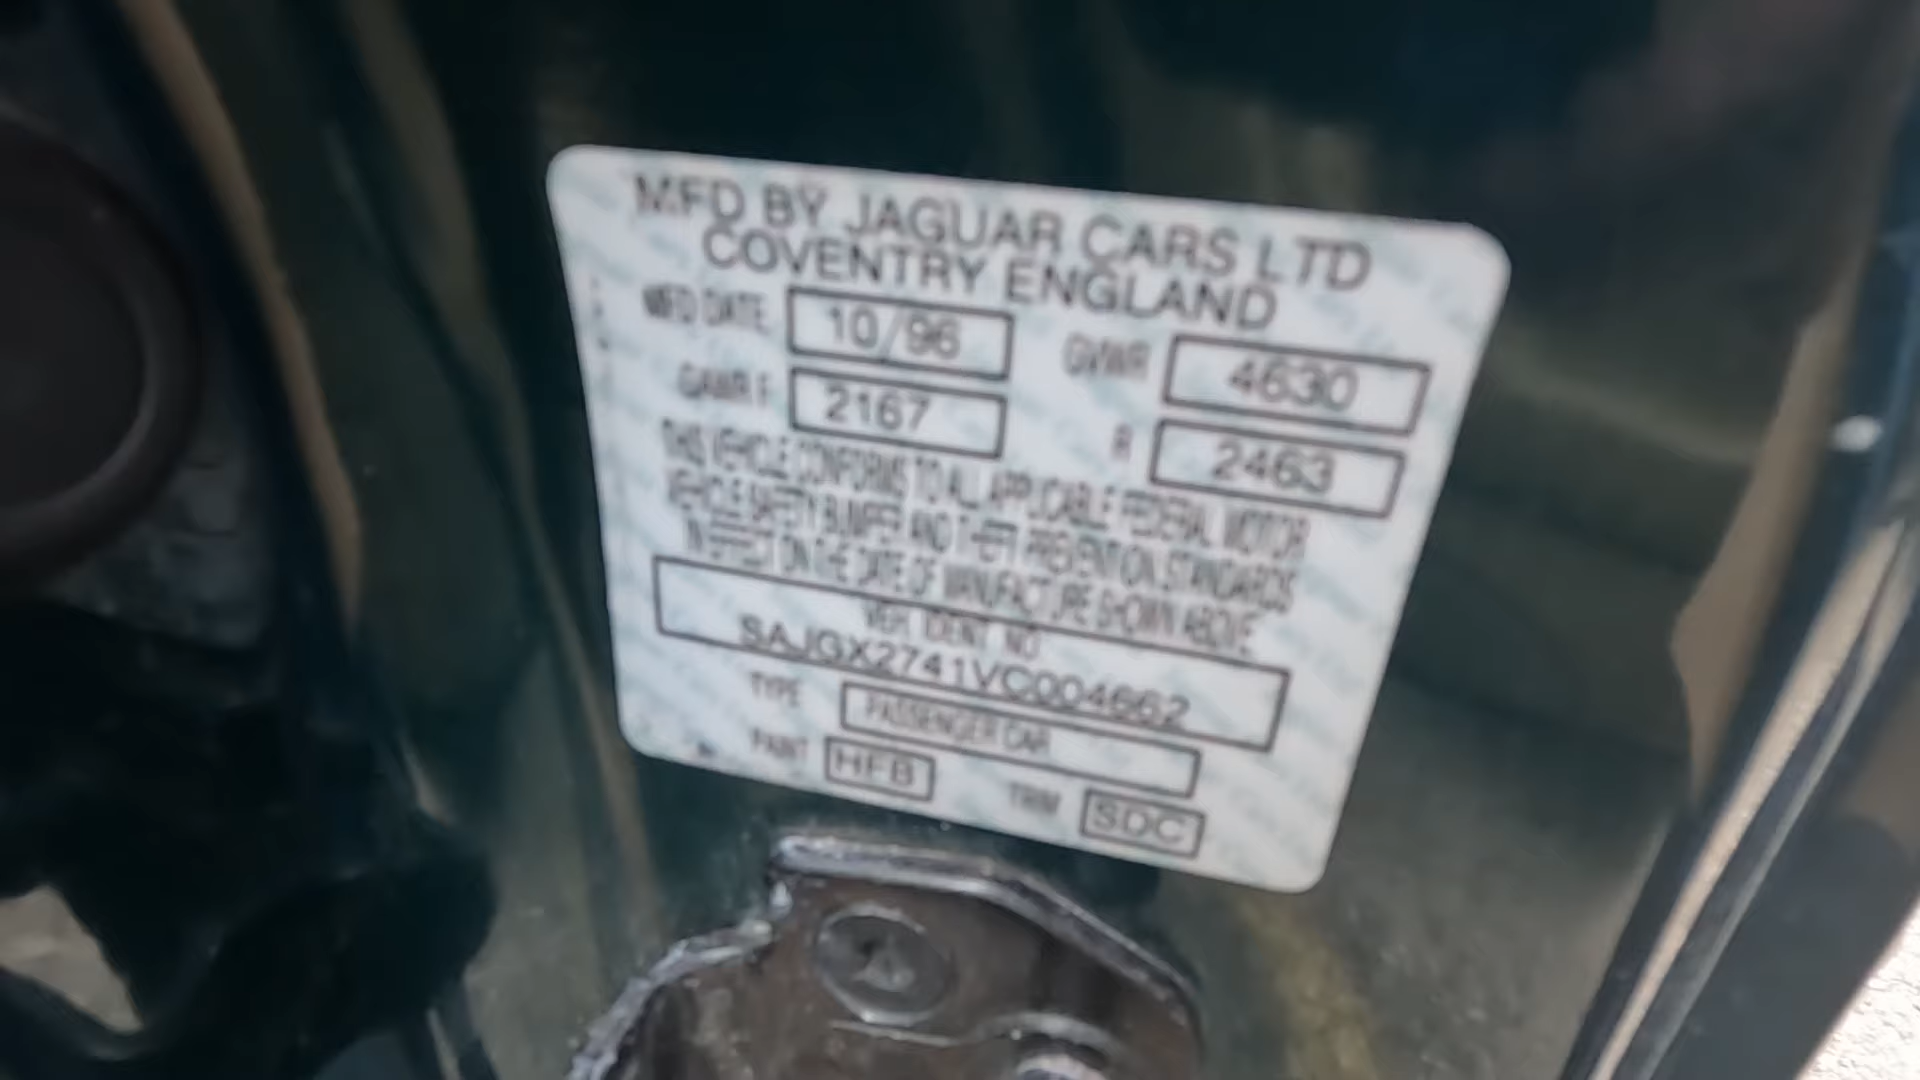 MFD BY JAGUAR CARS LTD
COVENTRY ENGLAND
MFD DATE 10/96 GVWR 4630
GAWR F 2167 R 2463
THIS VEHICLE CONFORMS TO ALL APPLICABLE FEDERAL MOTOR
VEHICLE SAFETY BUMPER AND THEFT PREVENTION STANDARDS
IN EFFECT ON THE DATE OF MANUFACTURE SHOWN ABOVE
VEH. IDENT. NO
SAJGX2741VC004662
TYPE PASSENGER CAR
PAINT HFB TRIM SDC